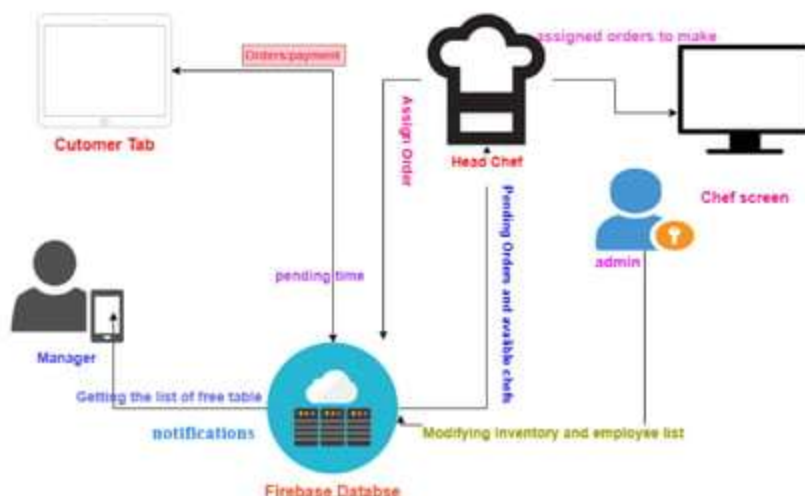 Orders/payment
assigned orders to make
Cutomer Tab
Assign Order
Head Chef
Chef screen
Pending Orders and availble chefs
admin
pending time
Manager
Getting the list of free table
notifications
Modifying inventory and employee list
Firebase Databse